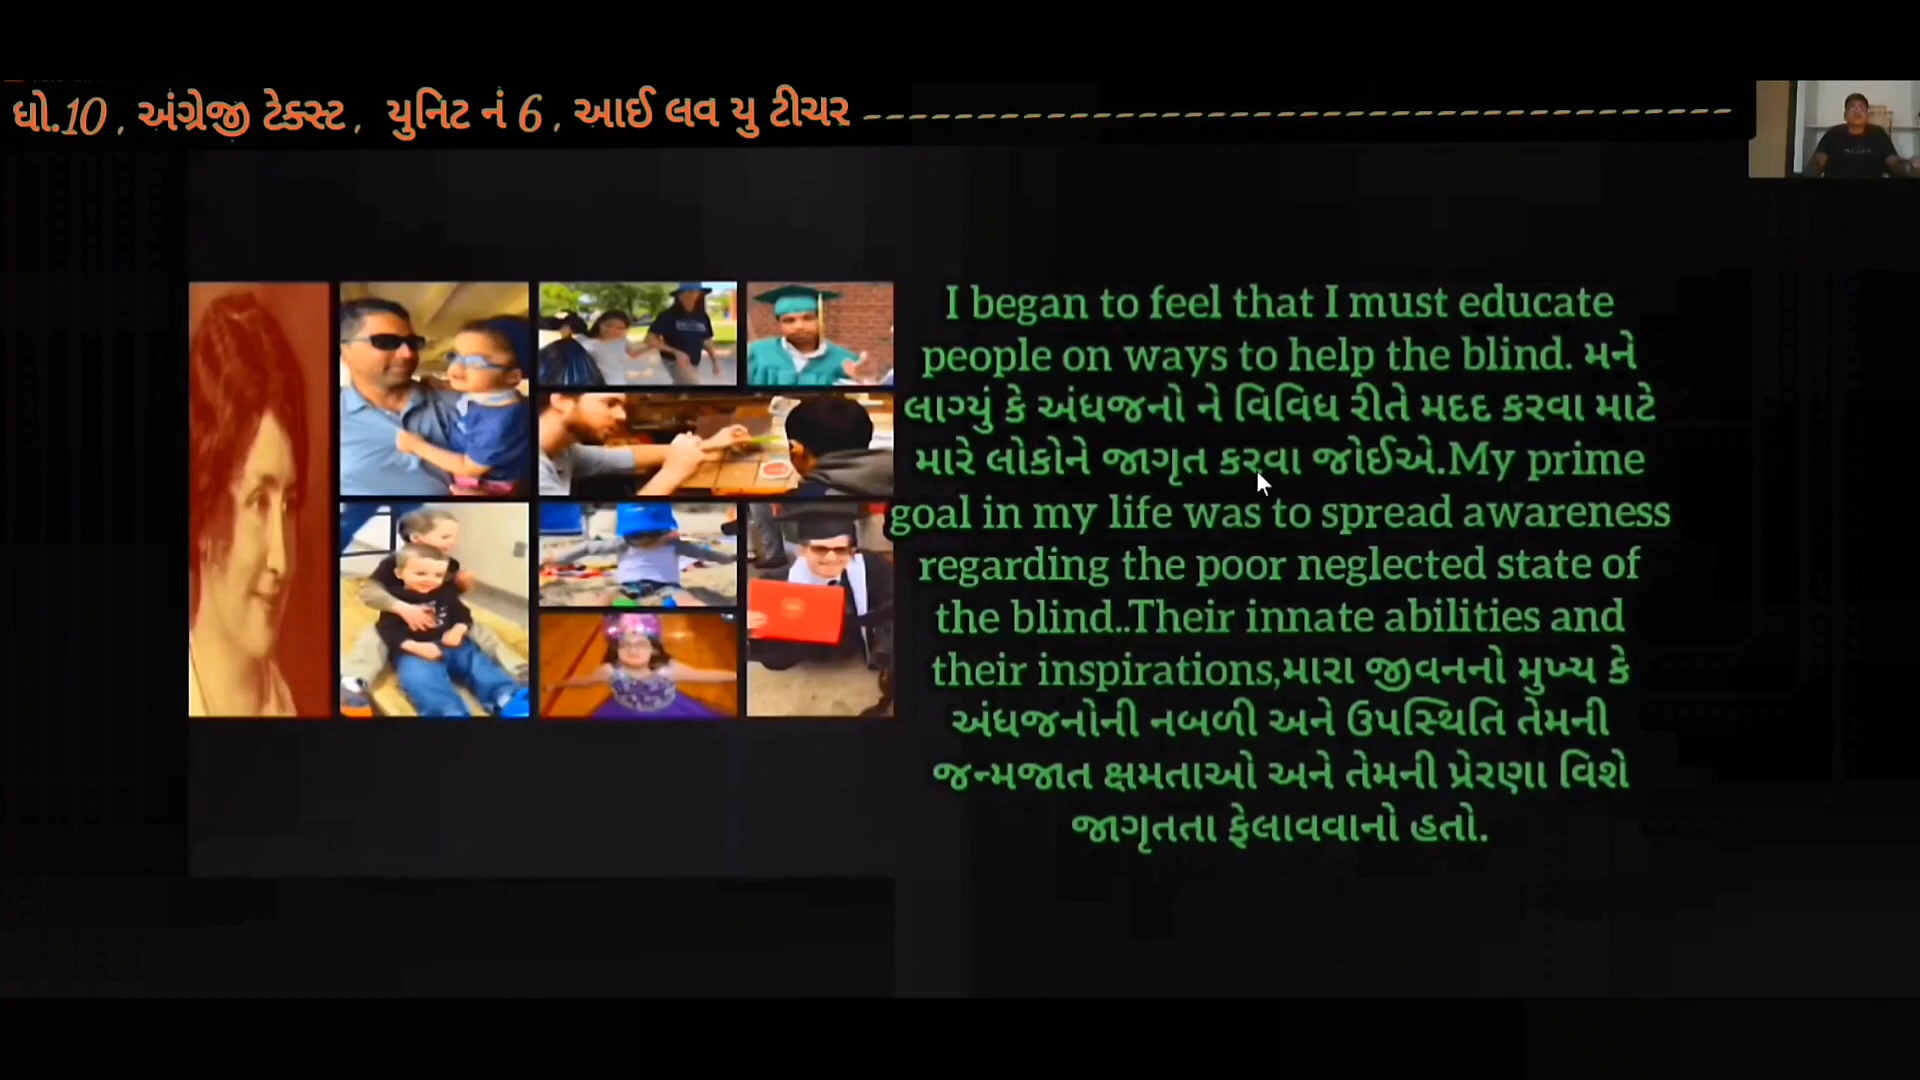 ધો.10 , અંગ્રેજી ટેક્સ્ટ, યુનિટ નં 6 , આઈ લવ યુ ટીચર
I began to feel that I must educate
people on ways to help the blind. મને
લાગ્યું કે અંધજનો ને વિવિધ રીતે મદદ કરવા માટે
મારે લોકોને જાગૃત કરવા જોઈએ.My prime
goal in my life was to spread awareness
regarding the poor neglected state of
the blind..Their innate abilities and
their inspirations,મારા જીવનનો મુખ્ય કે
અંધજનોની નબળી અને ઉપસ્થિતિ તેમની
જન્મજાત ક્ષમતાઓ અને તેમની પ્રેરણા વિશે
જાગૃતતા ફેલાવવાનો હતો.